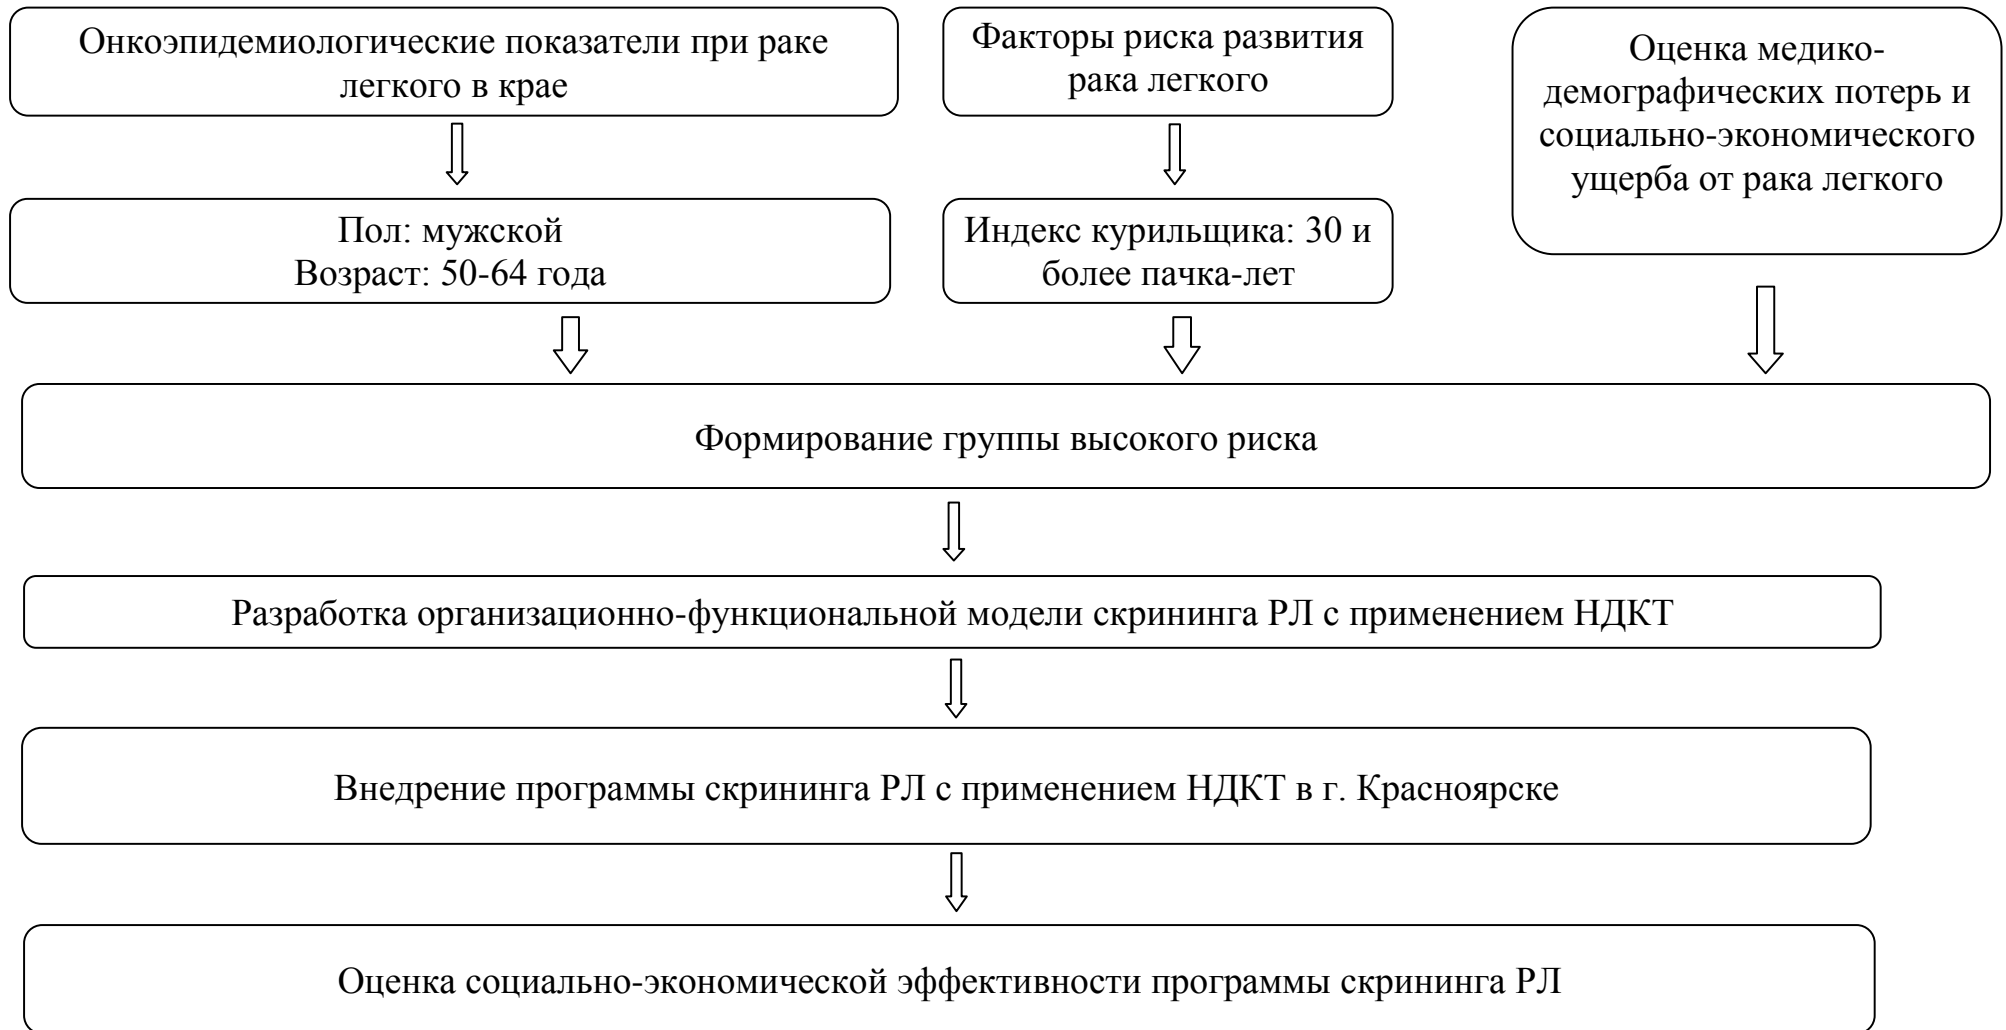 Онкоэпидемиологические показатели при раке
легкого в крае
Факторы риска развития
рака легкого
Оценка медико-
демографических потерь и
социально-экономического
ущерба от рака легкого
Пол: мужской
Возраст: 50-64 года
Индекс курильщика: 30 и
более пачка-лет
Формирование группы высокого риска
Разработка организационно-функциональной модели скрининга РЛ с применением НДКТ
Внедрение программы скрининга РЛ с применением НДКТ в г. Красноярске
Оценка социально-экономической эффективности программы скрининга РЛ